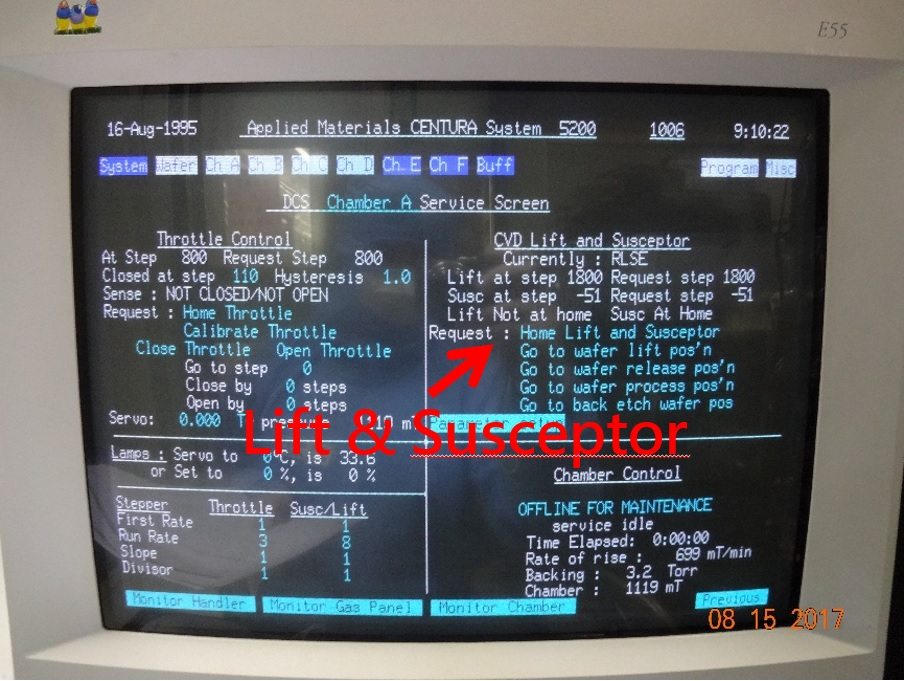 E55
16-Aug-1995 Applied Materials CENTURA System 5200 1006 9:10:22
System Wafer Ch A Ch B Ch C Ch D Ch E Ch F Buff Program Misc
DCS Chamber A Service Screen
Throttle Control
At Step 800 Request Step 800
Closed at step 110 Hysteresis 1.0
Sense : NOT CLOSED/NOT OPEN
Request : Home Throttle
Calibrate Throttle
Close Throttle Open Throttle
Go to step 0
Close by 0 steps
Open by 0 steps
Servo: 0.000 pressure mT
CVD Lift and Susceptor
Currently : RLSE
Lift at step 1800 Request step 1800
Susc at step -51 Request step -51
Lift Not at home Susc At Home
Request : Home Lift and Susceptor
Go to wafer lift pos'n
Go to wafer release pos'n
Go to wafer process pos'n
Go to back etch wafer pos
Lift & Susceptor
Lamps : Servo to 0°C, is 33.6
or Set to 0 %, is 0 %
Stepper Throttle Susc/Lift
First Rate 1 1
Run Rate 3 8
Slope 1 1
Divisor 1 1
Chamber Control
OFFLINE FOR MAINTENANCE
service idle
Time Elapsed: 0:00:00
Rate of rise : 699 mT/min
Backing : 3.2 Torr
Chamber : 1119 mT
Monitor Handler Monitor Gas Panel Monitor Chamber Previous
08 15 2017